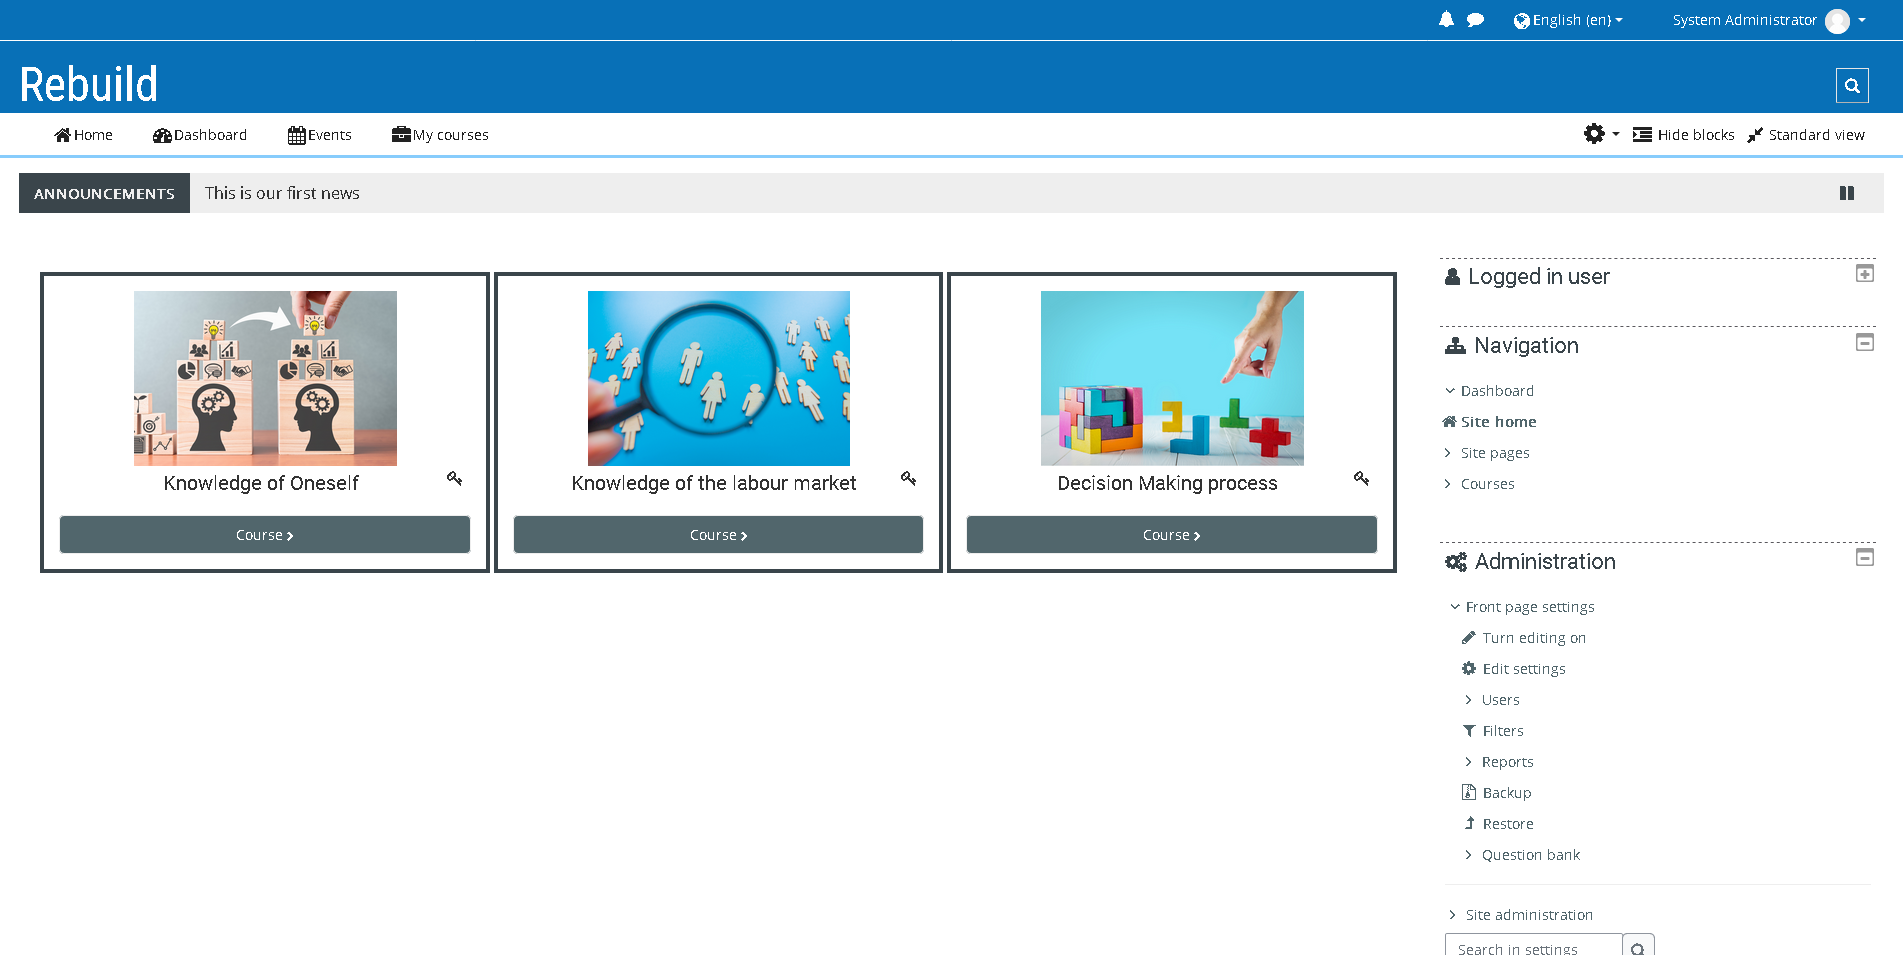 English (en)
System Administrator
Rebuild
Home
Dashboard
Events
My courses
Hide blocks
Standard view
ANNOUNCEMENTS
This is our first news
Knowledge of Oneself
Course
Knowledge of the labour market
Course
Decision Making process
Course
Logged in user
Navigation
Dashboard
Site home
Site pages
Courses
Administration
Front page settings
Turn editing on
Edit settings
Users
Filters
Reports
Backup
Restore
Question bank
Site administration
Search in settings